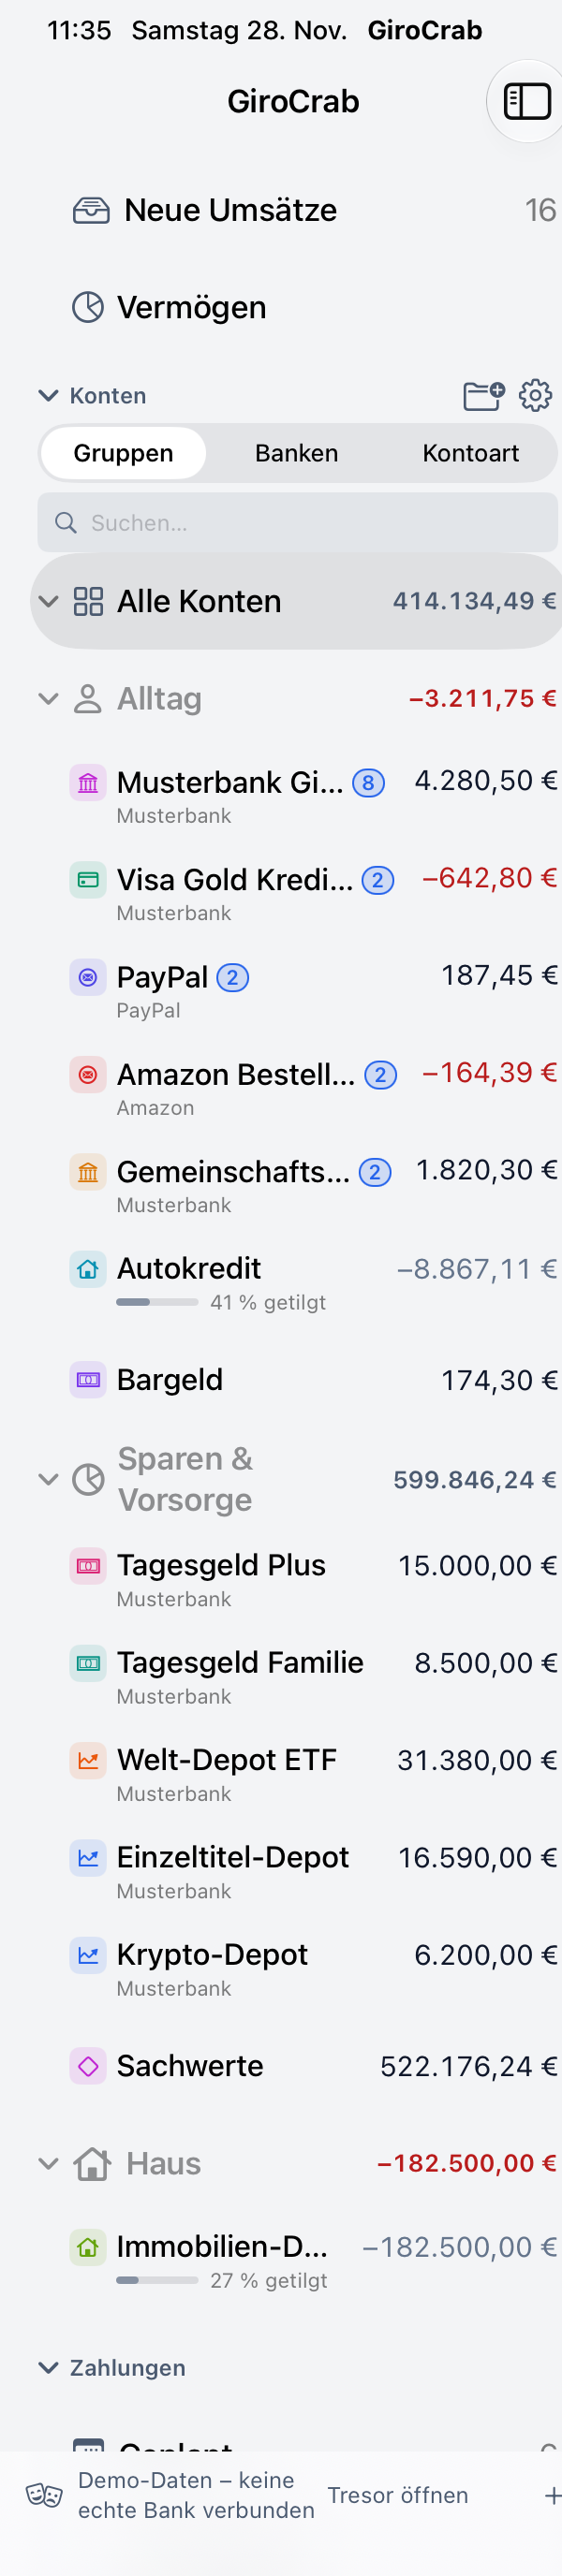 11:35 Samstag 28. Nov. GiroCrab
GiroCrab
Neue Umsätze 16
Vermögen
Konten
Gruppen Banken Kontoart
Suchen...
Alle Konten 414.134,49 €
Alltag −3.211,75 €
Musterbank Gi... 8 4.280,50 €
Musterbank
Visa Gold Kredi... 2 −642,80 €
Musterbank
PayPal 2 187,45 €
PayPal
Amazon Bestell... 2 −164,39 €
Amazon
Gemeinschafts... 2 1.820,30 €
Musterbank
Autokredit −8.867,11 €
41 % getilgt
Bargeld 174,30 €
Sparen &
Vorsorge 599.846,24 €
Tagesgeld Plus 15.000,00 €
Musterbank
Tagesgeld Familie 8.500,00 €
Musterbank
Welt-Depot ETF 31.380,00 €
Musterbank
Einzeltitel-Depot 16.590,00 €
Musterbank
Krypto-Depot 6.200,00 €
Musterbank
Sachwerte 522.176,24 €
Haus −182.500,00 €
Immobilien-D... −182.500,00 €
27 % getilgt
Zahlungen
Geplant
Demo-Daten – keine
echte Bank verbunden Tresor öffnen +